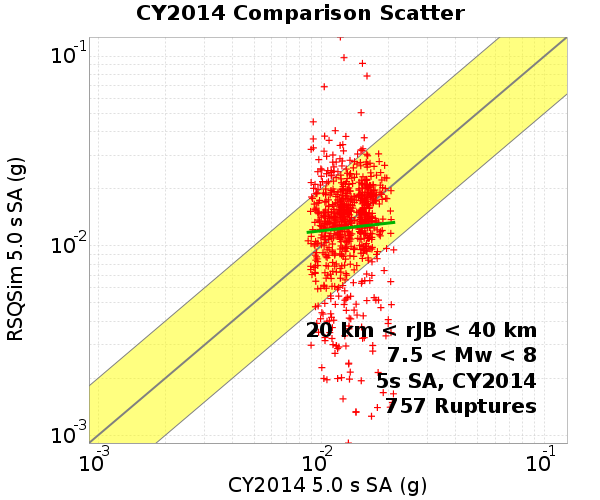 CY2014 Comparison Scatter
RSQSim 5.0 s SA (g)
10-1
10-2
10-3
20 km < rJB < 40 km
7.5 < Mw < 8
5s SA, CY2014
757 Ruptures
10-3 10-2 10-1
CY2014 5.0 s SA (g)